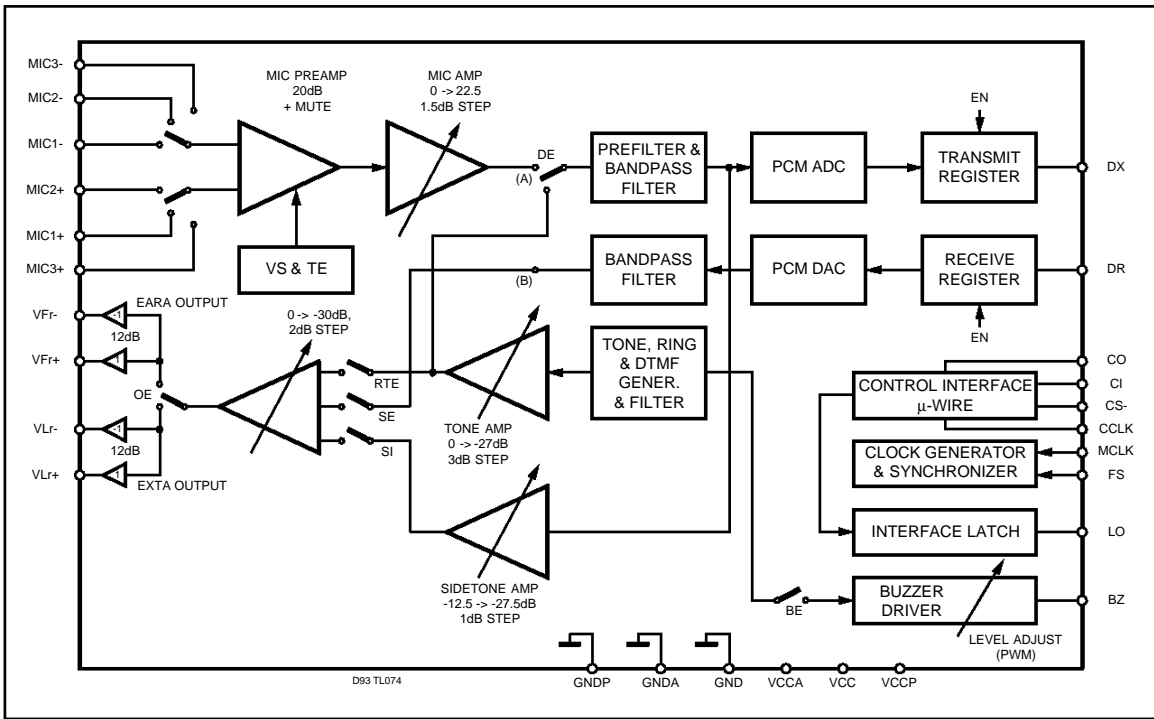 MIC3-
MIC2-
MIC1-
MIC2+
MIC1+
MIC3+
VFr-
VFr+
VLr-
VLr+
MIC PREAMP
20dB
+ MUTE
MIC AMP
0 -> 22.5
1.5dB STEP
VS & TE
DE
(A)
PREFILTER &
BANDPASS
FILTER
PCM ADC
EN
TRANSMIT
REGISTER
DX
(B)
BANDPASS
FILTER
PCM DAC
RECEIVE
REGISTER
EN
DR
EARA OUTPUT
-1
12dB
1
OE
-1
12dB
1
EXTA OUTPUT
0 -> -30dB,
2dB STEP
RTE
SE
SI
TONE AMP
0 -> -27dB
3dB STEP
TONE, RING
& DTMF
GENER.
& FILTER
SIDETONE AMP
-12.5 -> -27.5dB
1dB STEP
CONTROL INTERFACE
µ-WIRE
CO
CI
CS-
CCLK
CLOCK GENERATOR
& SYNCHRONIZER
MCLK
FS
INTERFACE LATCH
LO
BE
BUZZER
DRIVER
BZ
LEVEL ADJUST
(PWM)
D93 TL074
GNDP
GNDA
GND
VCCA
VCC
VCCP